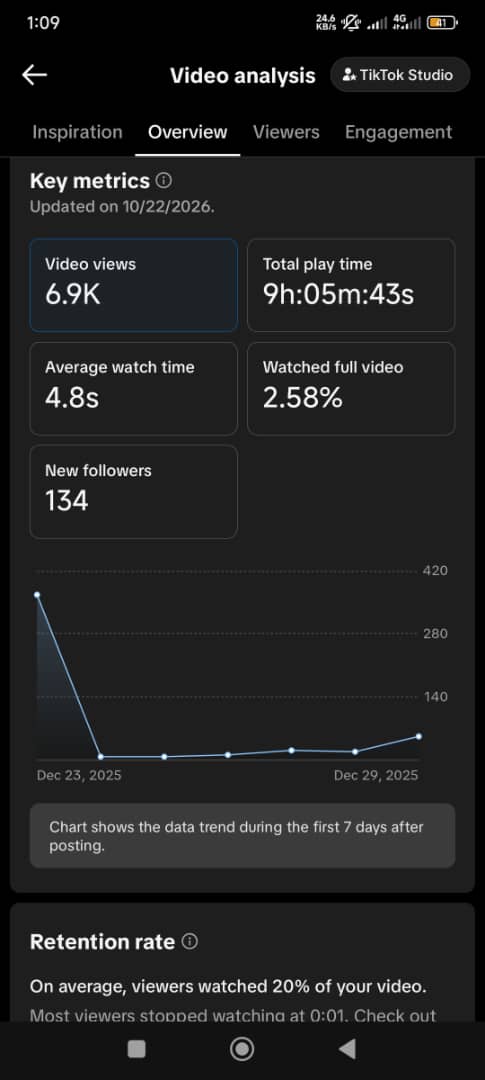 1:09
24.6 KB/s
4G
41
Video analysis
TikTok Studio
Inspiration
Overview
Viewers
Engagement
Key metrics
Updated on 10/22/2026.
Video views
6.9K
Total play time
9h:05m:43s
Average watch time
4.8s
Watched full video
2.58%
New followers
134
420
280
140
Dec 23, 2025
Dec 29, 2025
Chart shows the data trend during the first 7 days after
posting.
Retention rate
On average, viewers watched 20% of your video.
Most viewers stopped watching at 0:01. Check out